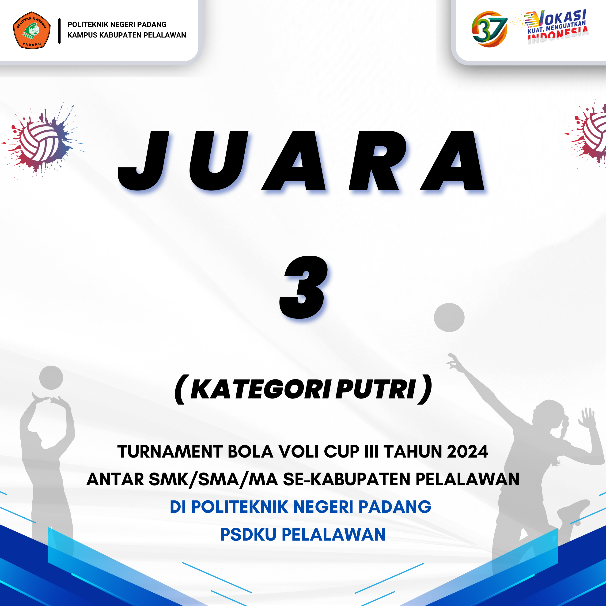 POLITEKNIK NEGERI PADANG
KAMPUS KABUPATEN PELALAWAN
37
VOKASI
KUAT, MENGUATKAN
INDONESIA
JUARA
3
( KATEGORI PUTRI )
TURNAMENT BOLA VOLI CUP III TAHUN 2024
ANTAR SMK/SMA/MA SE-KABUPATEN PELALAWAN
DI POLITEKNIK NEGERI PADANG
PSDKU PELALAWAN